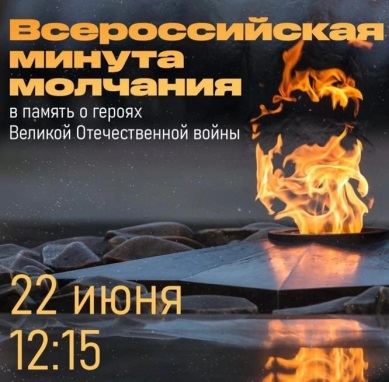 Всероссийская
минута
молчания
в память о героях
Великой Отечественной войны
22 июня
12:15